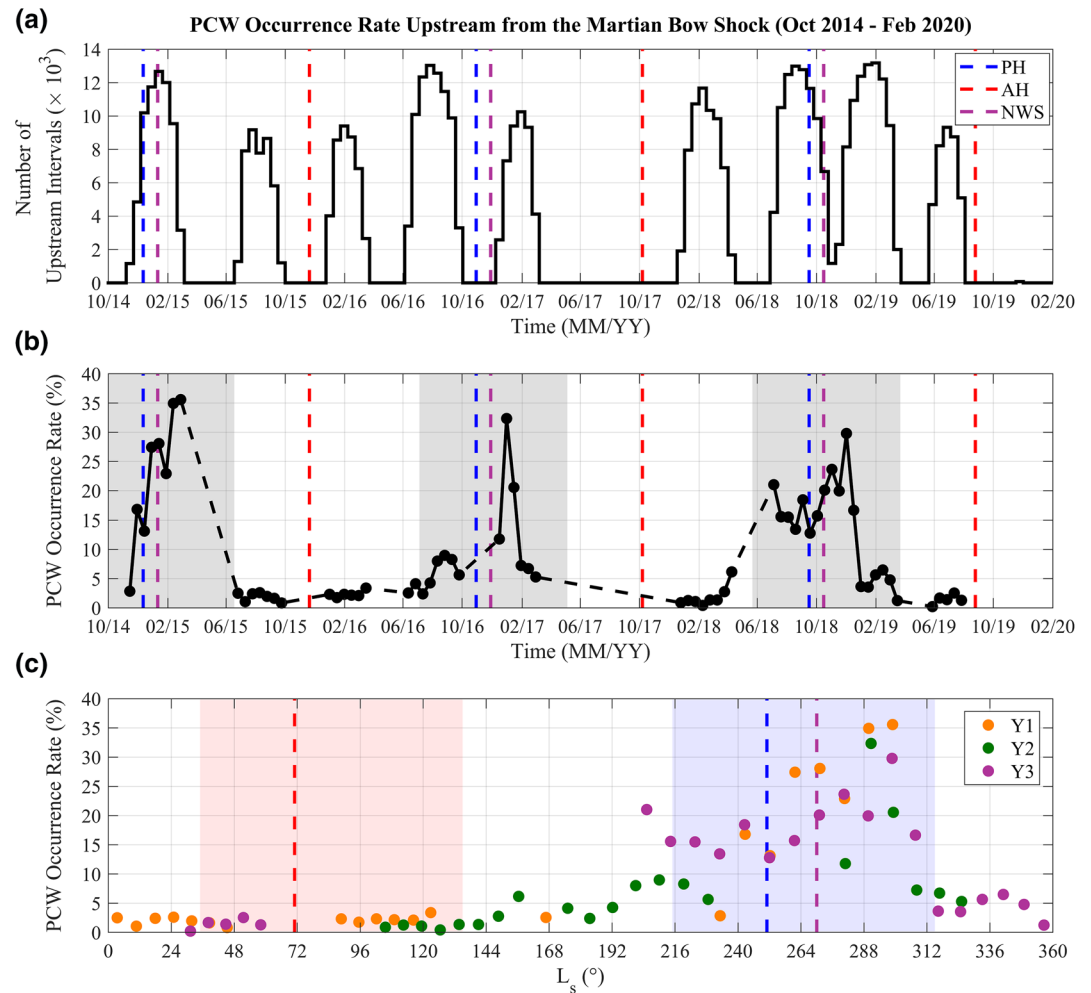 (a)
PCW Occurrence Rate Upstream from the Martian Bow Shock (Oct 2014 - Feb 2020)
Number of
Upstream Intervals (× 10³)
14
12
10
8
6
4
2
0
PH
AH
NWS
10/14 02/15 06/15 10/15 02/16 06/16 10/16 02/17 06/17 10/17 02/18 06/18 10/18 02/19 06/19 10/19 02/20
Time (MM/YY)
(b)
PCW Occurrence Rate (%)
40
35
30
25
20
15
10
5
0
10/14 02/15 06/15 10/15 02/16 06/16 10/16 02/17 06/17 10/17 02/18 06/18 10/18 02/19 06/19 10/19 02/20
Time (MM/YY)
(c)
PCW Occurrence Rate (%)
40
35
30
25
20
15
10
5
0
Y1
Y2
Y3
0 24 48 72 96 120 144 168 192 216 240 264 288 312 336 360
Lₛ (°)